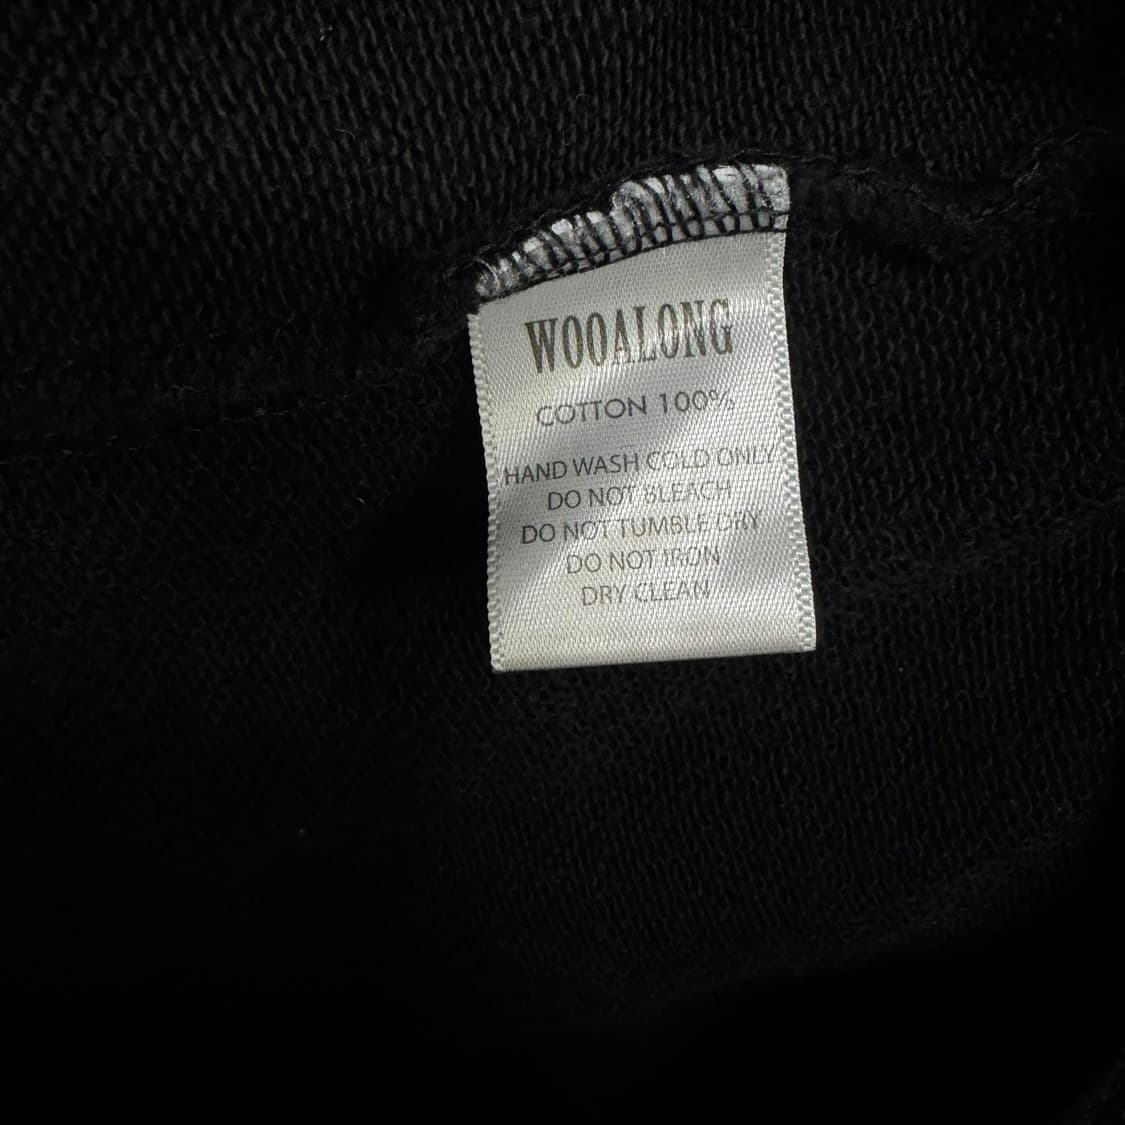 WOOALONG
COTTON 100%
HAND WASH COLD ONLY
DO NOT BLEACH
DO NOT TUMBLE DRY
DO NOT IRON
DRY CLEAN